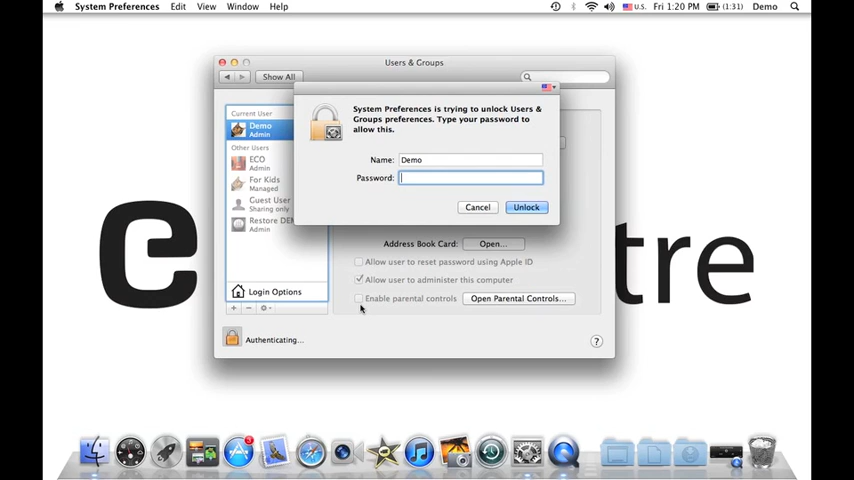 System Preferences Edit View Window Help
U.S. Fri 1:20 PM (1:31) Demo
Users & Groups
Show All
System Preferences is trying to unlock Users &
Groups preferences. Type your password to
allow this.
Name: Demo
Password:
Cancel Unlock
Current User
Demo
Admin
Other Users
ECO
Admin
For Kids
Managed
Guest User
Sharing only
Restore DEM
Admin
Login Options
Address Book Card: Open...
Allow user to reset password using Apple ID
Allow user to administer this computer
Enable parental controls Open Parental Controls...
Authenticating...
?
e
tre
3